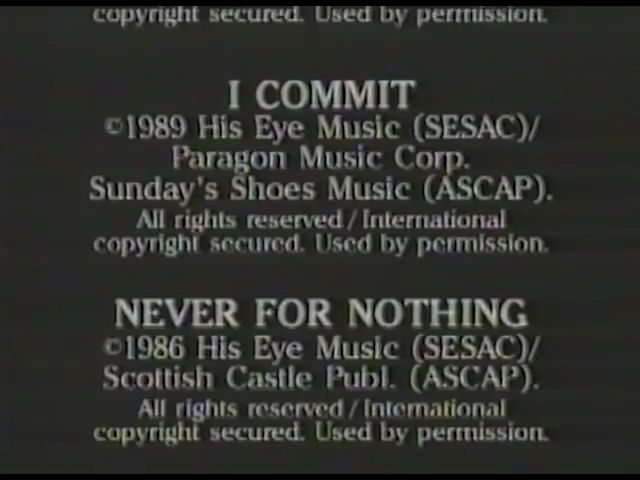 copyright secured. Used by permission.
I COMMIT
©1989 His Eye Music (SESAC)/
Paragon Music Corp.
Sunday's Shoes Music (ASCAP).
All rights reserved / International
copyright secured. Used by permission.
NEVER FOR NOTHING
©1986 His Eye Music (SESAC)/
Scottish Castle Publ. (ASCAP).
All rights reserved / International
copyright secured. Used by permission.